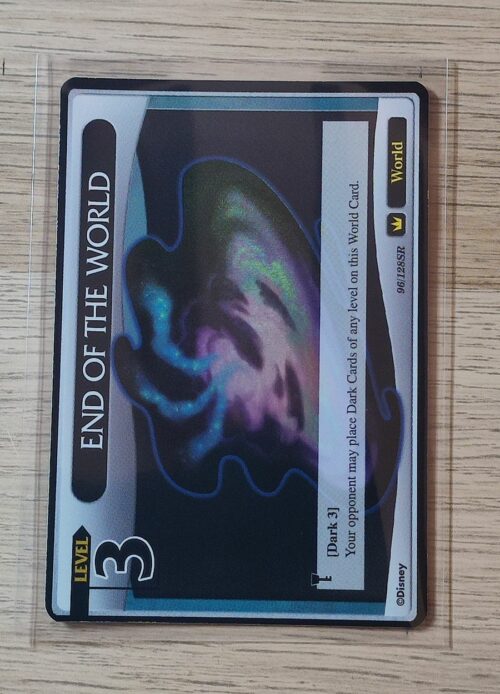 LEVEL
3
END OF THE WORLD
[Dark 3]
Your opponent may place Dark Cards of any level on this World Card.
©Disney
96/128SR
World